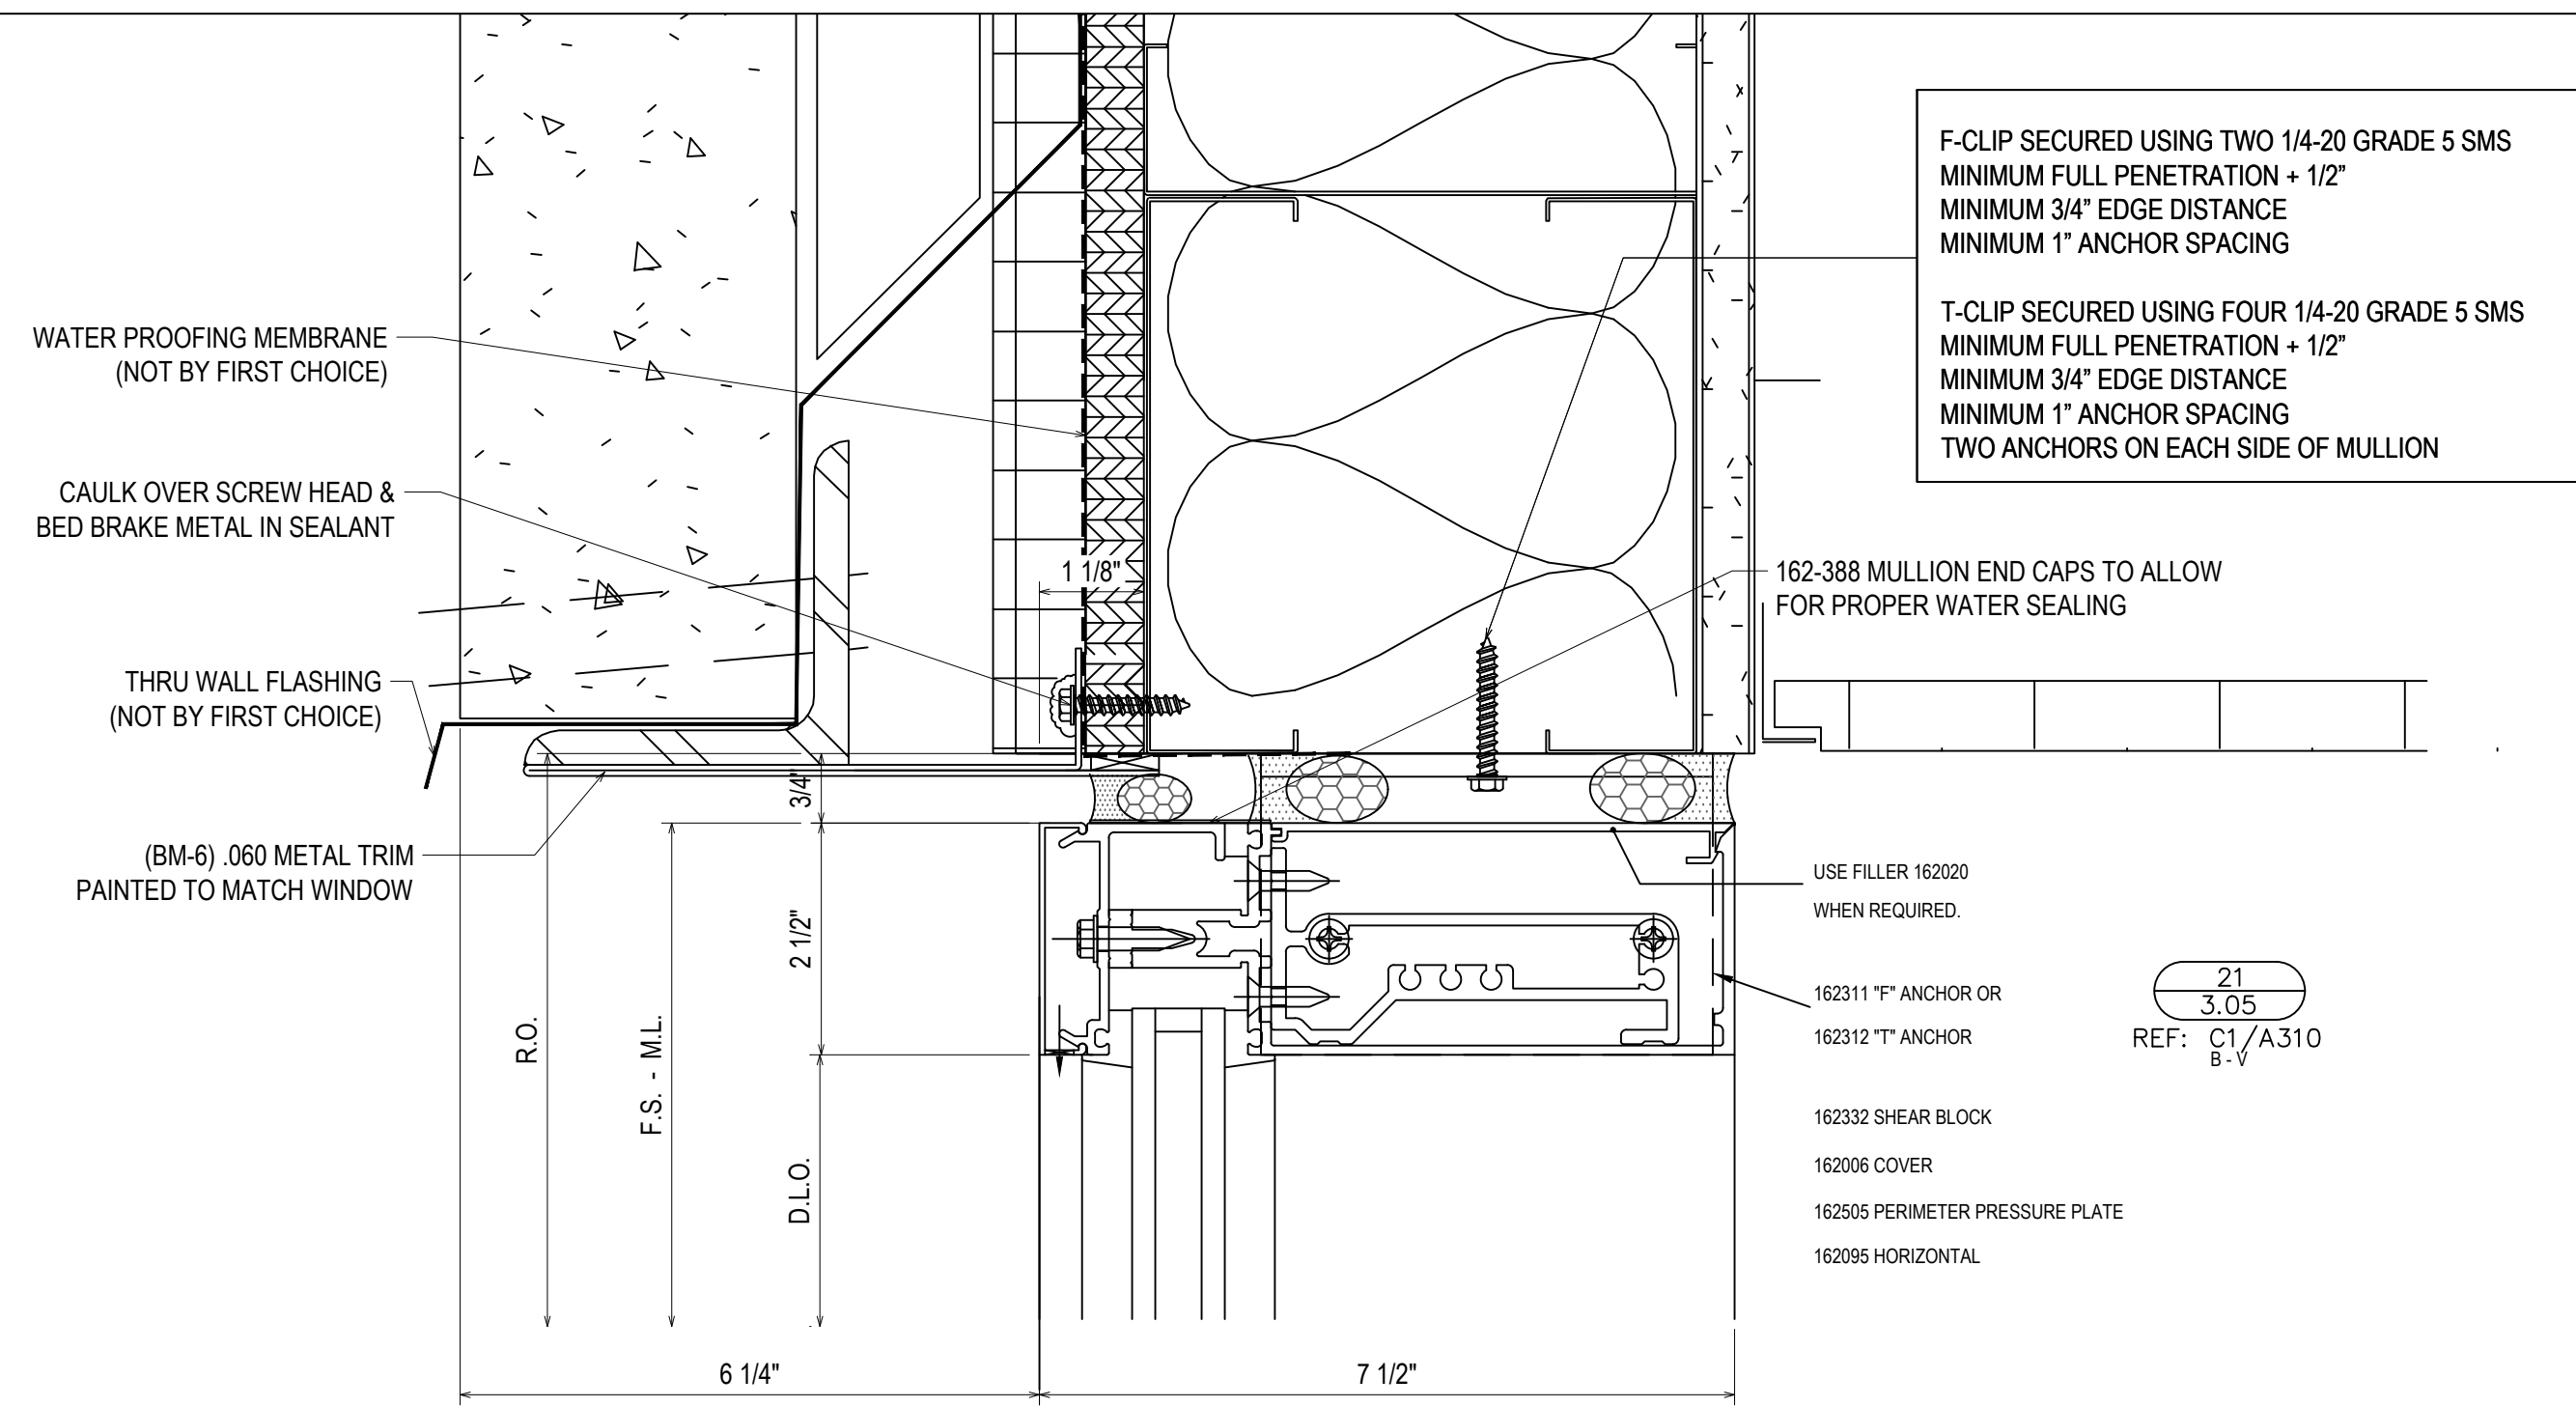 F-CLIP SECURED USING TWO 1/4-20 GRADE 5 SMS
MINIMUM FULL PENETRATION + 1/2"
MINIMUM 3/4" EDGE DISTANCE
MINIMUM 1" ANCHOR SPACING
T-CLIP SECURED USING FOUR 1/4-20 GRADE 5 SMS
MINIMUM FULL PENETRATION + 1/2"
MINIMUM 3/4" EDGE DISTANCE
MINIMUM 1" ANCHOR SPACING
TWO ANCHORS ON EACH SIDE OF MULLION
WATER PROOFING MEMBRANE
(NOT BY FIRST CHOICE)
CAULK OVER SCREW HEAD &
BED BRAKE METAL IN SEALANT
1 1/8"
162-388 MULLION END CAPS TO ALLOW
FOR PROPER WATER SEALING
THRU WALL FLASHING
(NOT BY FIRST CHOICE)
3/4"
(BM-6) .060 METAL TRIM
PAINTED TO MATCH WINDOW
2 1/2"
R.O.
F.S. - M.L.
D.L.O.
USE FILLER 162020
WHEN REQUIRED.
162311 "F" ANCHOR OR
162312 "T" ANCHOR
21
3.05
REF: C1/A310
B - V
162332 SHEAR BLOCK
162006 COVER
162505 PERIMETER PRESSURE PLATE
162095 HORIZONTAL
6 1/4"
7 1/2"